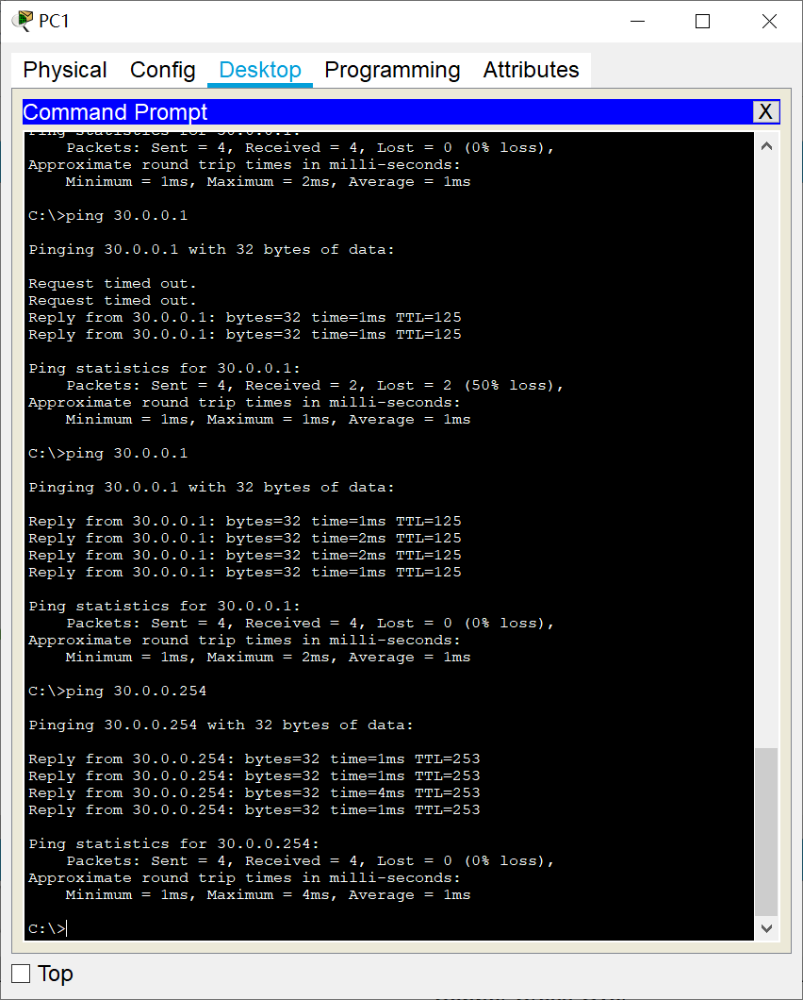 PC1
Physical Config Desktop Programming Attributes
Command Prompt X
Ping statistics for 30.0.0.1:
Packets: Sent = 4, Received = 4, Lost = 0 (0% loss),
Approximate round trip times in milli-seconds:
Minimum = 1ms, Maximum = 2ms, Average = 1ms
C:\>ping 30.0.0.1
Pinging 30.0.0.1 with 32 bytes of data:
Request timed out.
Request timed out.
Reply from 30.0.0.1: bytes=32 time=1ms TTL=125
Reply from 30.0.0.1: bytes=32 time=1ms TTL=125
Ping statistics for 30.0.0.1:
Packets: Sent = 4, Received = 2, Lost = 2 (50% loss),
Approximate round trip times in milli-seconds:
Minimum = 1ms, Maximum = 1ms, Average = 1ms
C:\>ping 30.0.0.1
Pinging 30.0.0.1 with 32 bytes of data:
Reply from 30.0.0.1: bytes=32 time=1ms TTL=125
Reply from 30.0.0.1: bytes=32 time=2ms TTL=125
Reply from 30.0.0.1: bytes=32 time=2ms TTL=125
Reply from 30.0.0.1: bytes=32 time=1ms TTL=125
Ping statistics for 30.0.0.1:
Packets: Sent = 4, Received = 4, Lost = 0 (0% loss),
Approximate round trip times in milli-seconds:
Minimum = 1ms, Maximum = 2ms, Average = 1ms
C:\>ping 30.0.0.254
Pinging 30.0.0.254 with 32 bytes of data:
Reply from 30.0.0.254: bytes=32 time=1ms TTL=253
Reply from 30.0.0.254: bytes=32 time=1ms TTL=253
Reply from 30.0.0.254: bytes=32 time=4ms TTL=253
Reply from 30.0.0.254: bytes=32 time=1ms TTL=253
Ping statistics for 30.0.0.254:
Packets: Sent = 4, Received = 4, Lost = 0 (0% loss),
Approximate round trip times in milli-seconds:
Minimum = 1ms, Maximum = 4ms, Average = 1ms
C:\>
Top